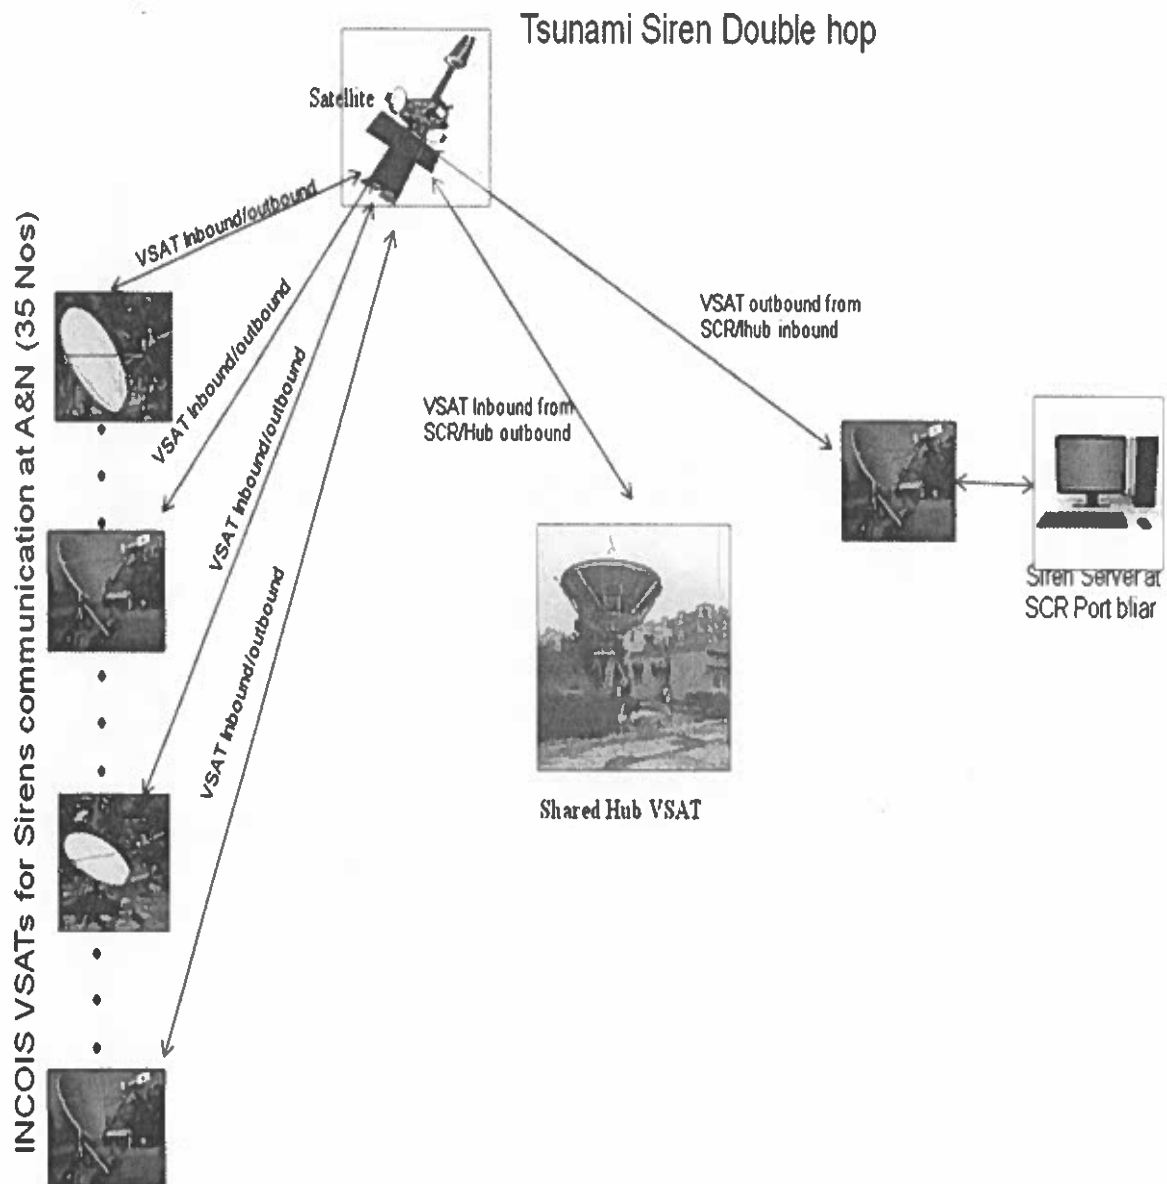 Tsunami Siren Double hop
Satellite
VSAT Inbound/outbound
VSAT Inbound/outbound
VSAT Inbound/outbound
VSAT Inbound/outbound
INCOIS VSATs for Sirens communication at A&N (35 Nos)
VSAT outbound from
SCR/Ihub inbound
VSAT Inbound from
SCR/Hub outbound
Siren Server at
SCR Port bliar
Shared Hub VSAT